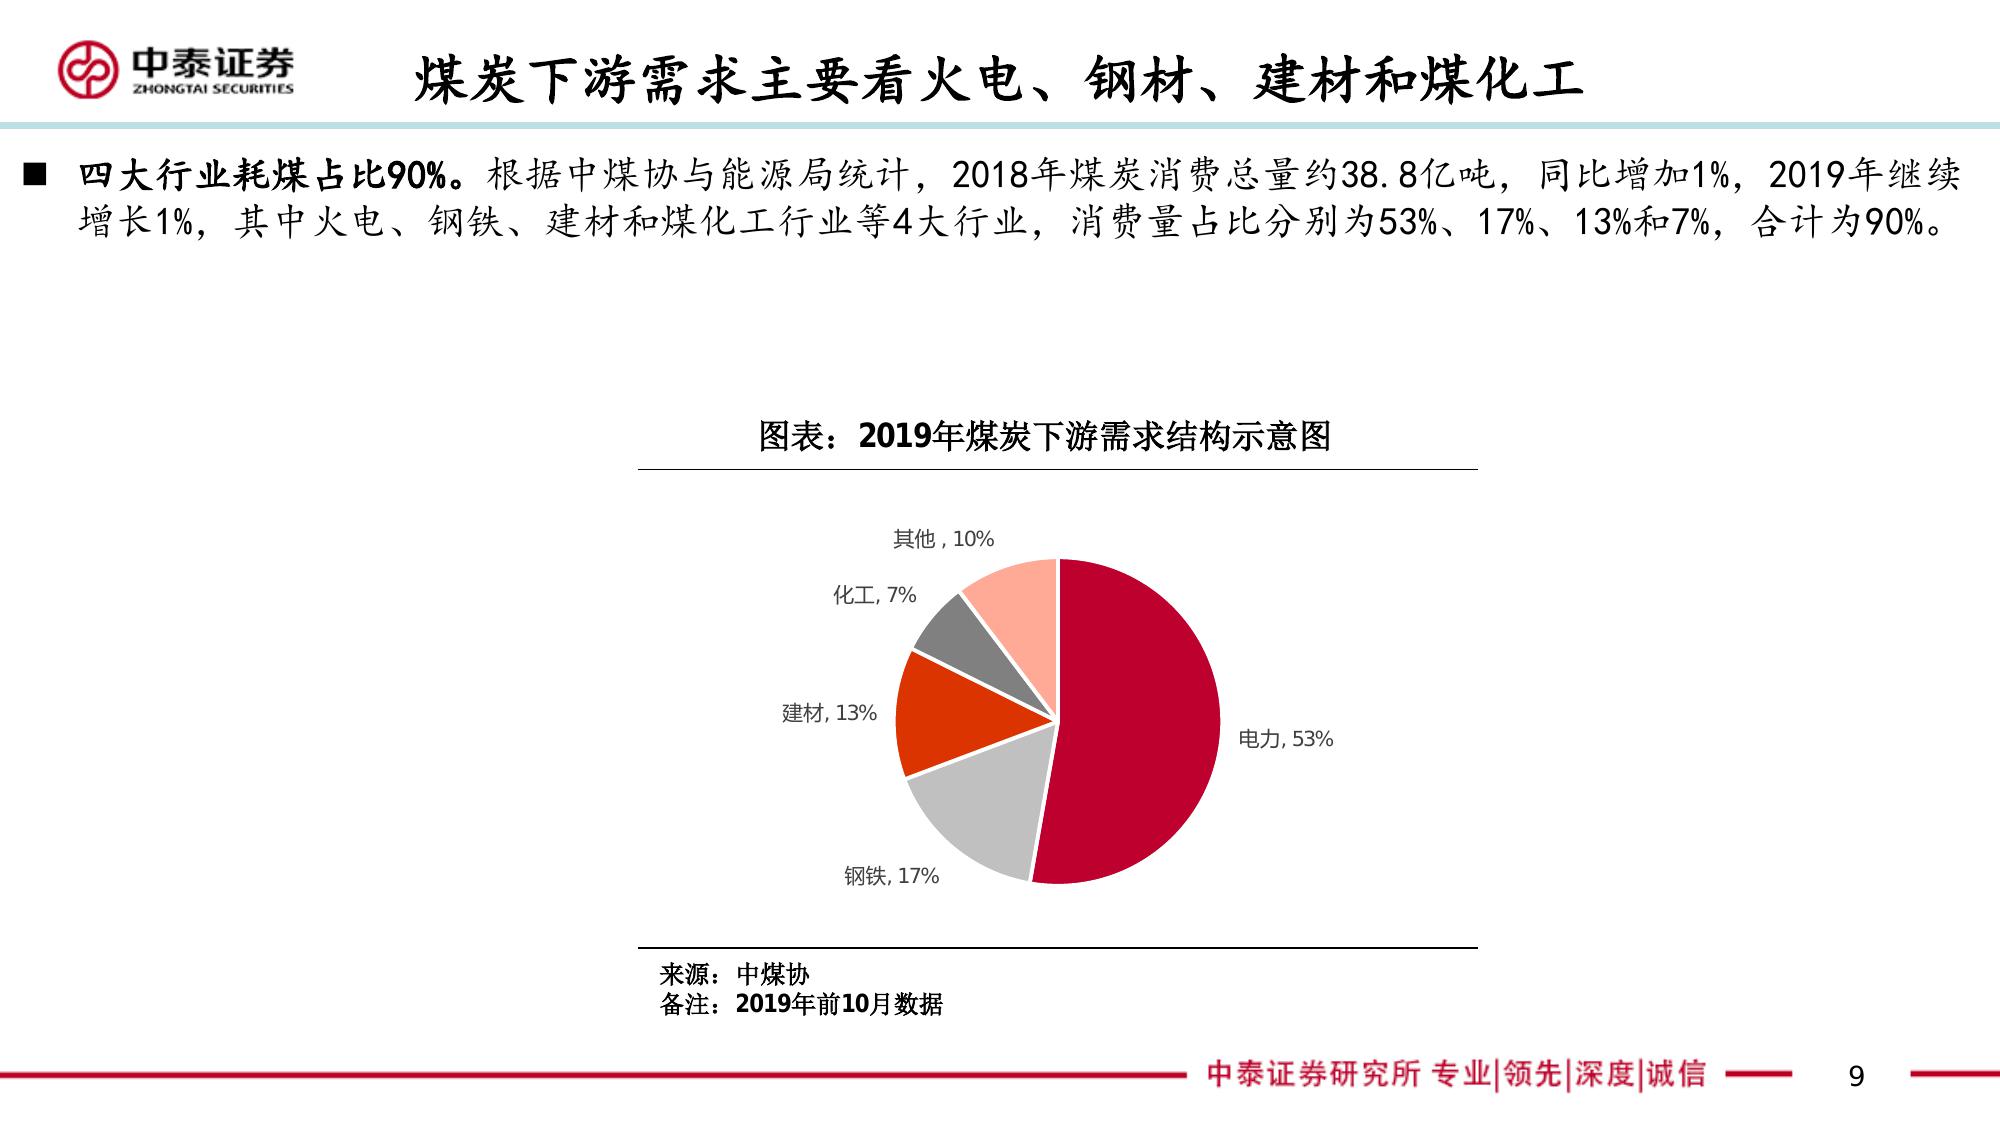 中泰证券
ZHONGTAI SECURITIES
煤炭下游需求主要看火电、钢材、建材和煤化工
■ 四大行业耗煤占比90%。根据中煤协与能源局统计，2018年煤炭消费总量约38.8亿吨，同比增加1%，2019年继续
增长1%，其中火电、钢铁、建材和煤化工行业等4大行业，消费量占比分别为53%、17%、13%和7%，合计为90%。
图表：2019年煤炭下游需求结构示意图
其他 , 10%
化工, 7%
建材, 13%
电力, 53%
钢铁, 17%
来源：中煤协
备注：2019年前10月数据
中泰证券研究所 专业|领先|深度|诚信
9